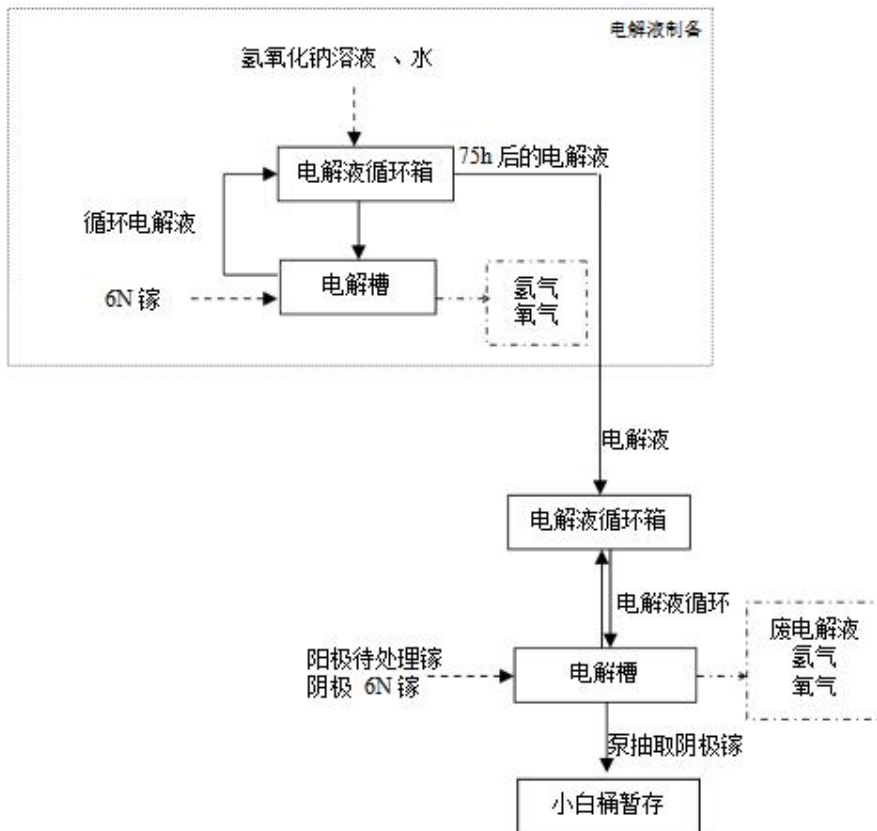 电解液制备
氢氧化钠溶液 、水
电解液循环箱
75h 后的电解液
循环电解液
电解槽
6N 镓
氢气
氧气
电解液
电解液循环箱
电解液循环
阳极待处理镓
阴极 6N 镓
电解槽
废电解液
氢气
氧气
泵抽取阴极镓
小白桶暂存